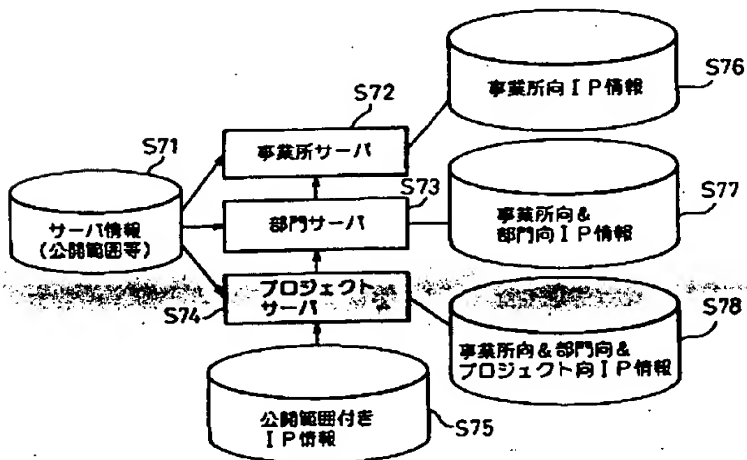 S76
事業所向IP情報
S72
事業所サーバ
S71
サーバ情報
(公開範囲等)
S73
部門サーバ
S77
事業所向&
部門向IP情報
S74
プロジェクト
サーバ
S78
事業所向&部門向&
プロジェクト向IP情報
公開範囲付き
IP情報
S75